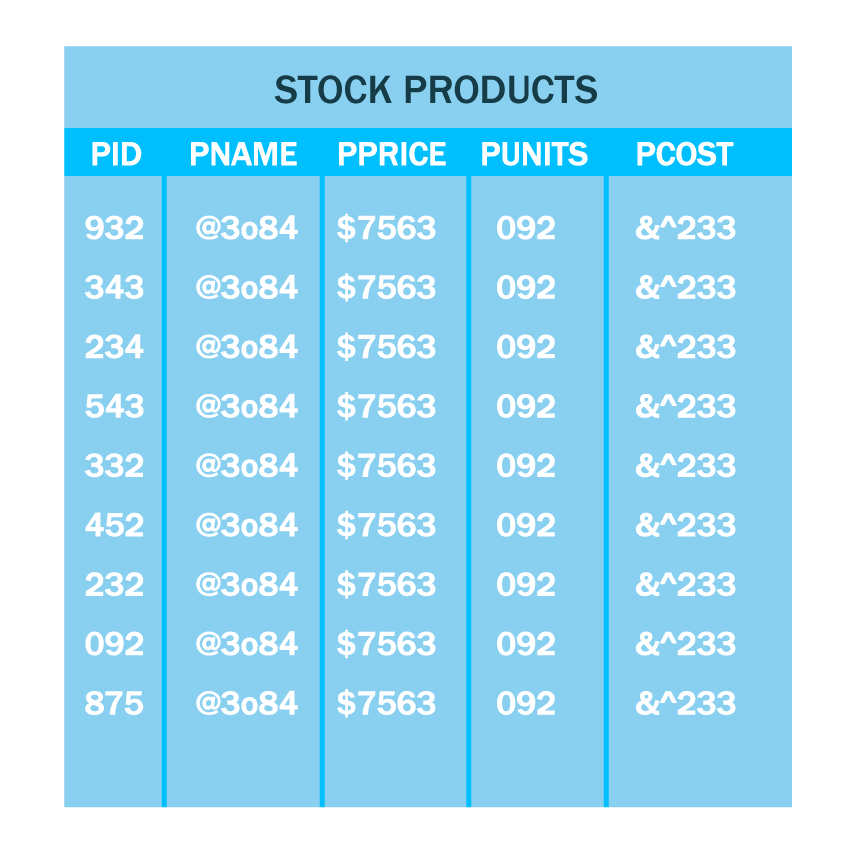 STOCK PRODUCTS
PID PNAME PPRICE PUNITS PCOST
932 @3o84 $7563 092 &^233
343 @3o84 $7563 092 &^233
234 @3o84 $7563 092 &^233
543 @3o84 $7563 092 &^233
332 @3o84 $7563 092 &^233
452 @3o84 $7563 092 &^233
232 @3o84 $7563 092 &^233
092 @3o84 $7563 092 &^233
875 @3o84 $7563 092 &^233